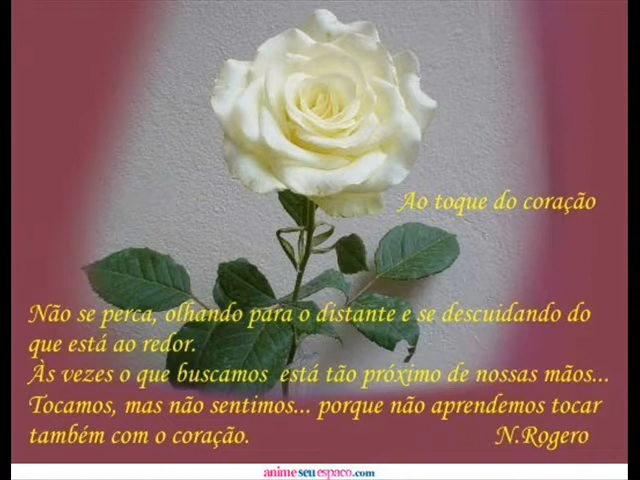 Ao toque do coração
Não se perca, olhando para o distante e se descuidando do
que está ao redor.
Às vezes o que buscamos está tão próximo de nossas mãos...
Tocamos, mas não sentimos... porque não aprendemos tocar
também com o coração. N.Rogero
animeseuespaco.com